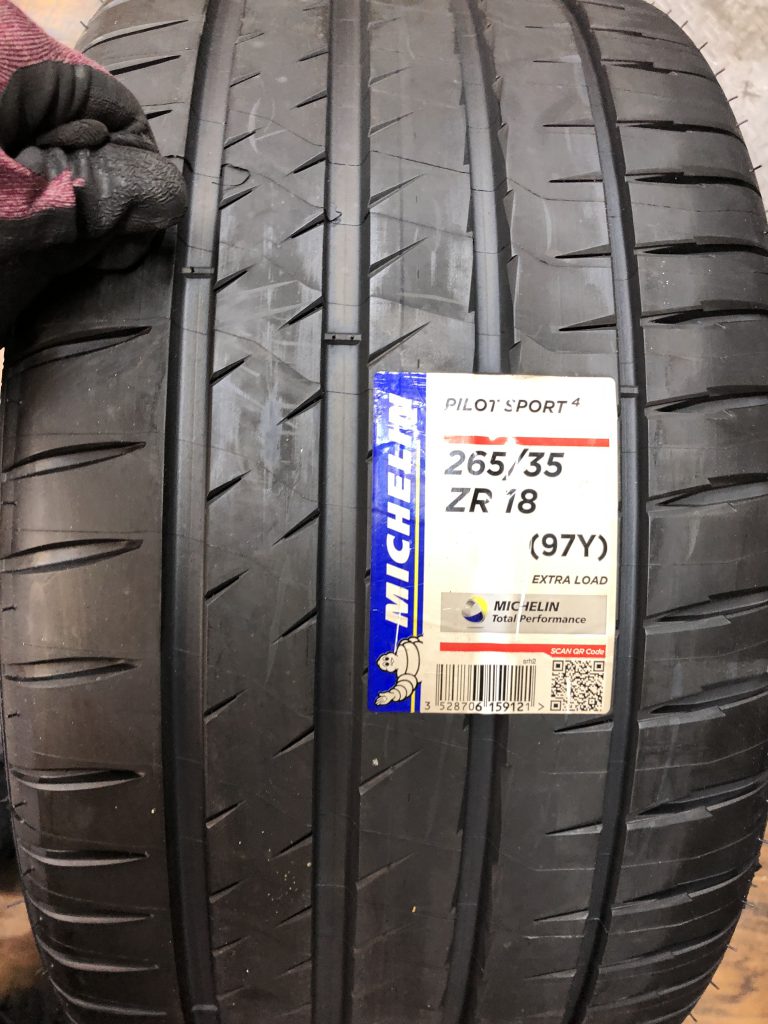 MICHELIN
PILOT SPORT 4
265/35
ZR 18
(97Y)
EXTRA LOAD
MICHELIN
Total Performance
SCAN QR Code
srh2
3 528706 159121 >